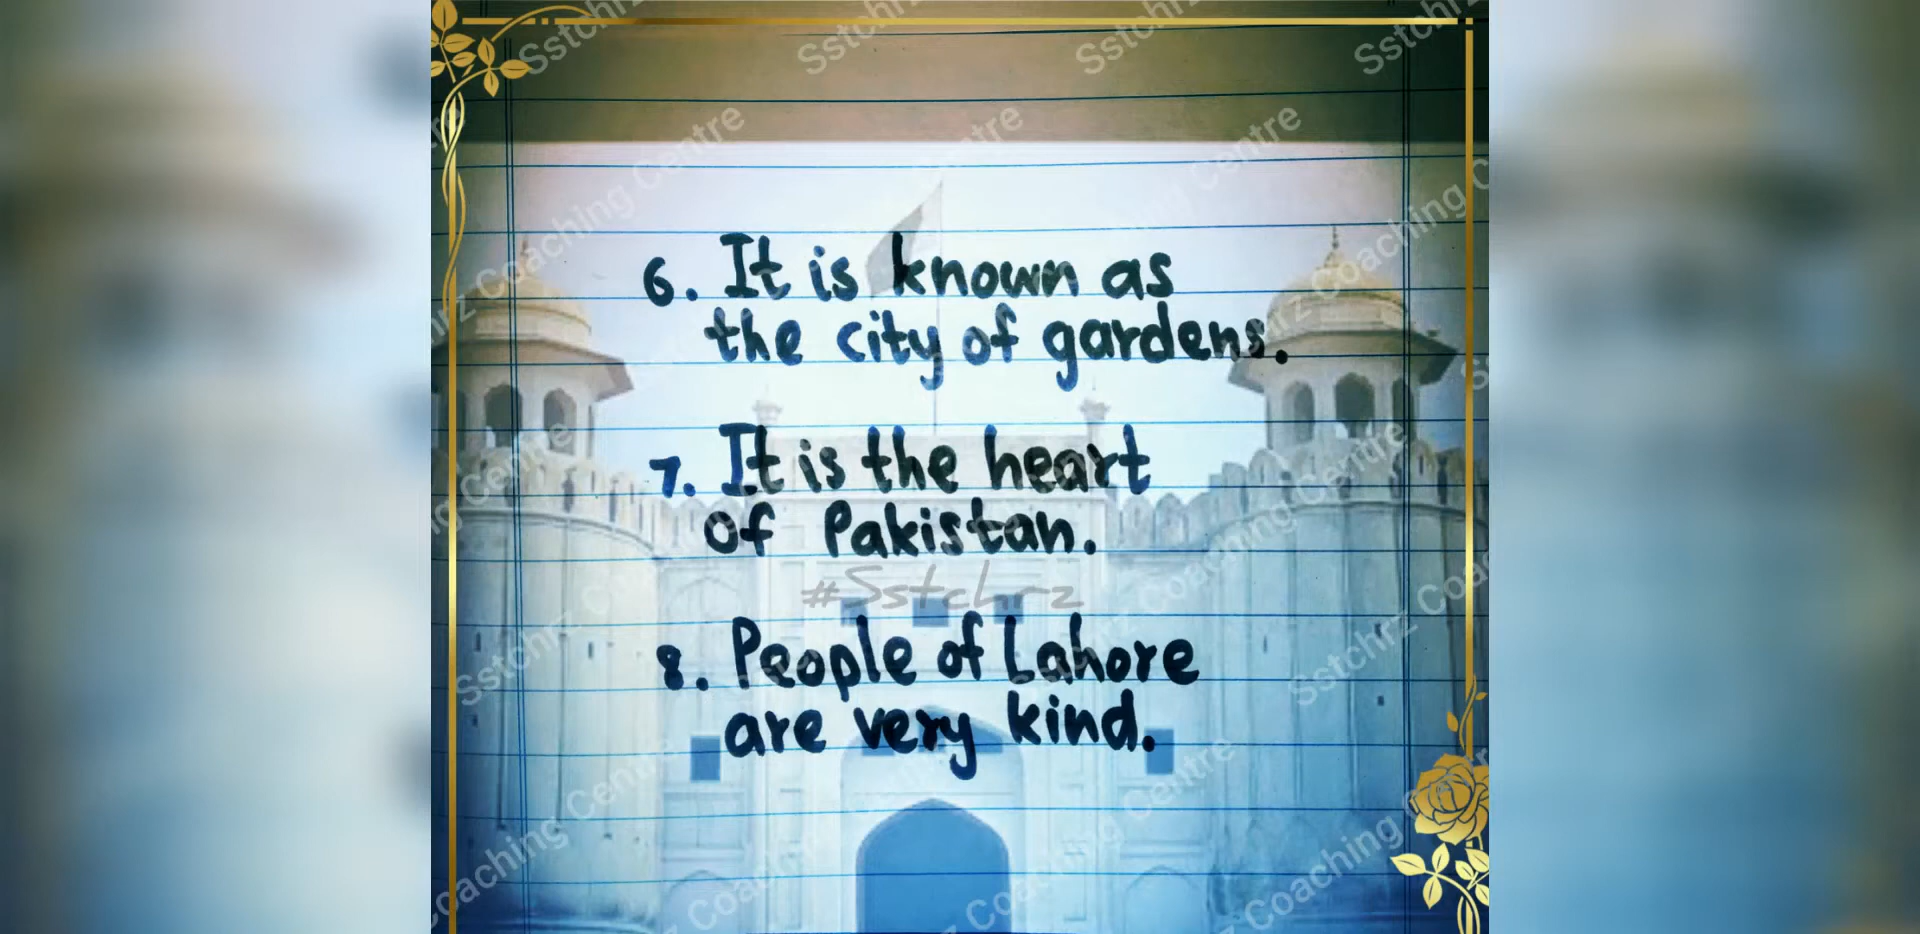 6. It is known as
the city of gardens.
7. It is the heart
of Pakistan.
#Sstchrz
8. People of Lahore
are very kind.
Sstchrz Coaching Centre